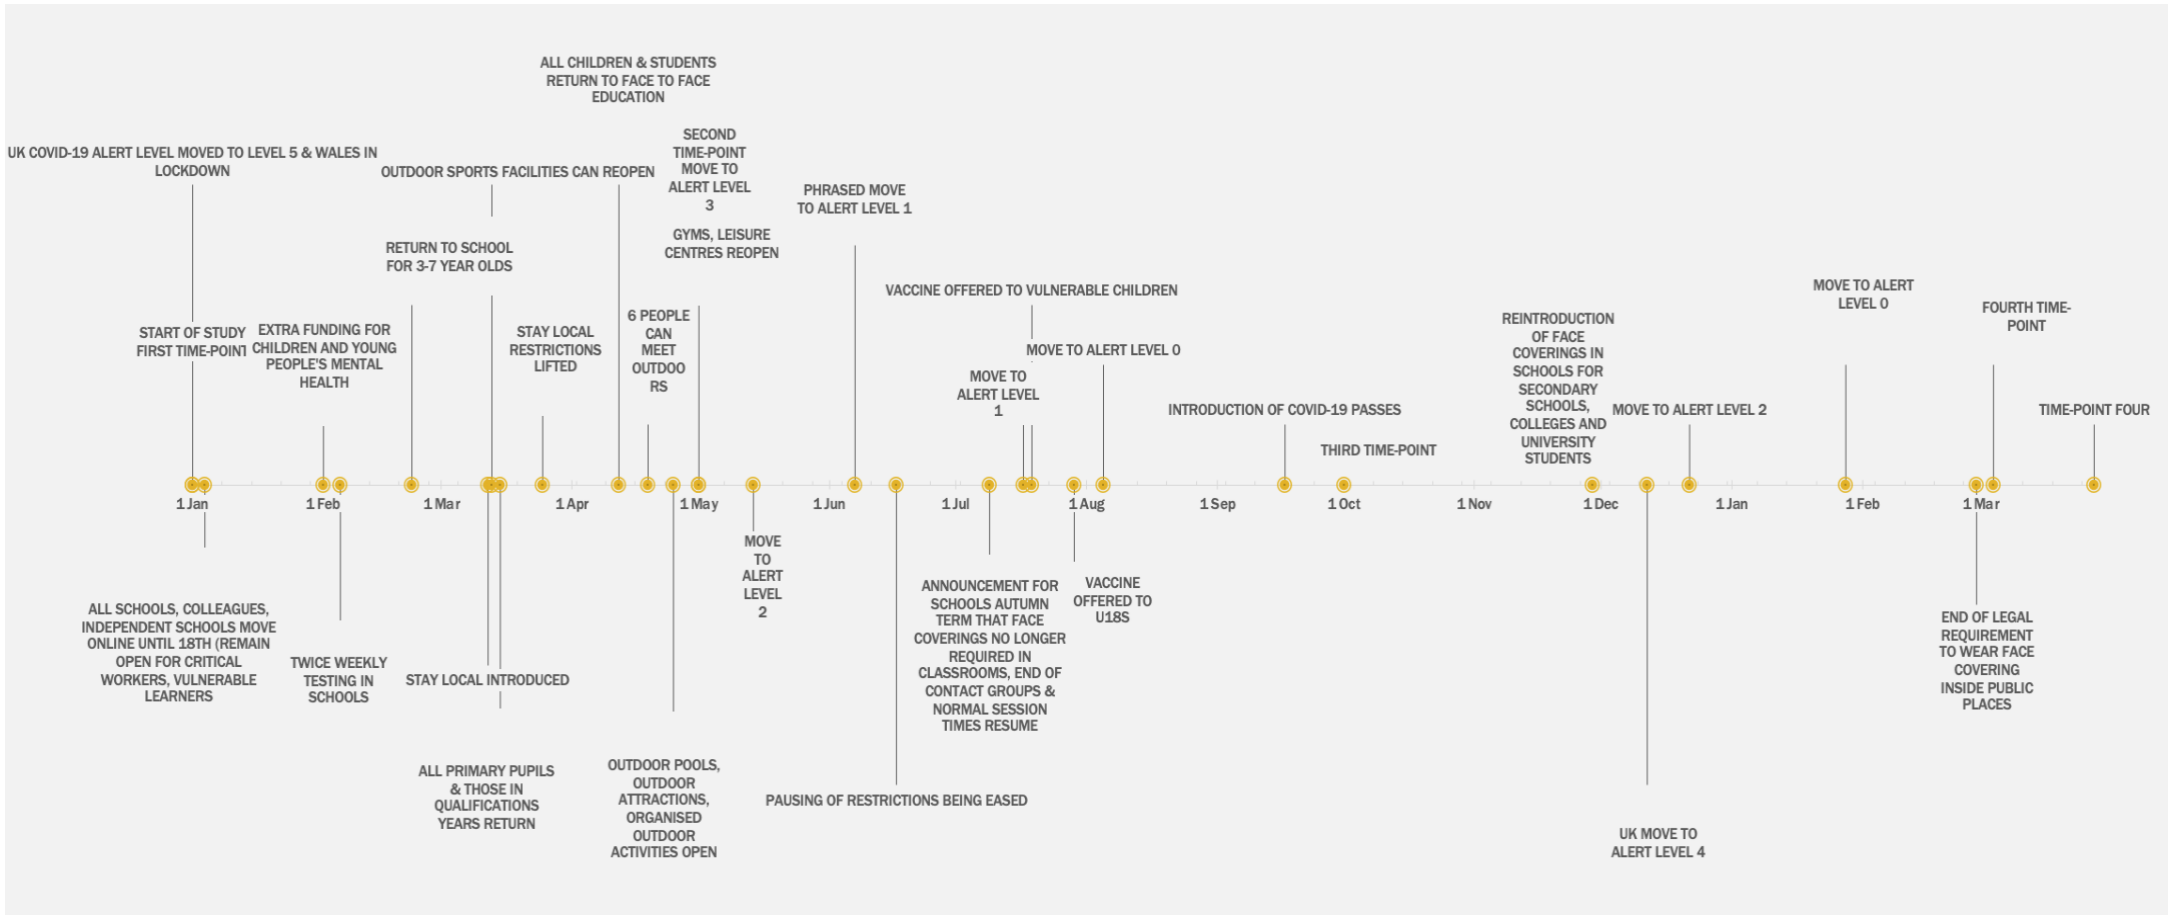 ALL CHILDREN & STUDENTS
RETURN TO FACE TO FACE
EDUCATION
UK COVID-19 ALERT LEVEL MOVED TO LEVEL 5 & WALES IN
LOCKDOWN
OUTDOOR SPORTS FACILITIES CAN REOPEN
SECOND
TIME-POINT
MOVE TO
ALERT LEVEL
3
PHRASED MOVE
TO ALERT LEVEL 1
RETURN TO SCHOOL
FOR 3-7 YEAR OLDS
GYMS, LEISURE
CENTRES REOPEN
VACCINE OFFERED TO VULNERABLE CHILDREN
MOVE TO ALERT
LEVEL 0
START OF STUDY
FIRST TIME-POINT
EXTRA FUNDING FOR
CHILDREN AND YOUNG
PEOPLE'S MENTAL
HEALTH
STAY LOCAL
RESTRICTIONS
LIFTED
6 PEOPLE
CAN
MEET
OUTDOO
RS
MOVE TO ALERT LEVEL 0
MOVE TO
ALERT LEVEL
1
INTRODUCTION OF COVID-19 PASSES
THIRD TIME-POINT
REINTRODUCTION
OF FACE
COVERINGS IN
SCHOOLS FOR
SECONDARY
SCHOOLS,
COLLEGES AND
UNIVERSITY
STUDENTS
MOVE TO ALERT LEVEL 2
FOURTH TIME-
POINT
TIME-POINT FOUR
1 Jan
1 Feb
1 Mar
1 Apr
1 May
1 Jun
1 Jul
1 Aug
1 Sep
1 Oct
1 Nov
1 Dec
1 Jan
1 Feb
1 Mar
ALL SCHOOLS, COLLEAGUES,
INDEPENDENT SCHOOLS MOVE
ONLINE UNTIL 18TH (REMAIN
OPEN FOR CRITICAL
WORKERS, VULNERABLE
LEARNERS
TWICE WEEKLY
TESTING IN
SCHOOLS
STAY LOCAL INTRODUCED
ALL PRIMARY PUPILS
& THOSE IN
QUALIFICATIONS
YEARS RETURN
OUTDOOR POOLS,
OUTDOOR
ATTRACTIONS,
ORGANISED
OUTDOOR
ACTIVITIES OPEN
MOVE
TO
ALERT
LEVEL
2
PAUSING OF RESTRICTIONS BEING EASED
ANNOUNCEMENT FOR
SCHOOLS AUTUMN
TERM THAT FACE
COVERINGS NO LONGER
REQUIRED IN
CLASSROOMS, END OF
CONTACT GROUPS &
NORMAL SESSION
TIMES RESUME
VACCINE
OFFERED TO
U18S
UK MOVE TO
ALERT LEVEL 4
END OF LEGAL
REQUIREMENT
TO WEAR FACE
COVERING
INSIDE PUBLIC
PLACES